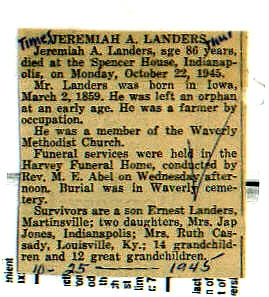 Times
JEREMIAH A. LANDERS
Jeremiah A. Landers, age 86 years,
died at the Spencer House, Indianap-
olis, on Monday, October 22, 1945.
Mr. Landers was born in Iowa,
March 2, 1859. He was left an orphan
at an early age. He was a farmer by
occupation.
He was a member of the Waverly
Methodist Church.
Funeral services were held in the
Harvey Funeral Home, conducted by
Rev. M. E. Abel on Wednesday after-
noon. Burial was in Waverly ceme-
tery.
Survivors are a son Ernest Landers,
Martinsville; two daughters, Mrs. Jap
Jones, Indianapolis; Mrs. Ruth Cas-
sady, Louisville, Ky.; 14 grandchild-
ren and 12 great grandchildren.
10-25-1945